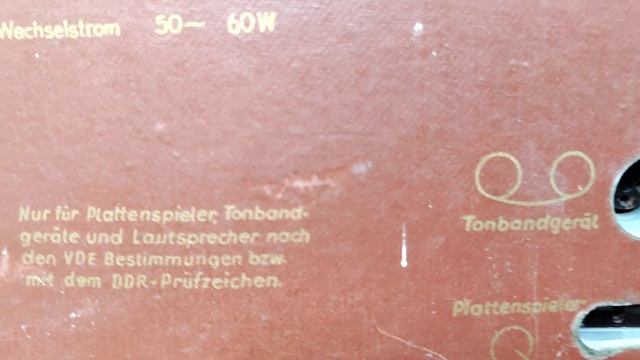 Wechselstrom 50~ 60W
Nur für Plattenspieler, Tonband-
geräte und Lautsprecher nach
den VDE Bestimmungen bzw.
mit dem DDR-Prüfzeichen.
Tonbandgerät
Plattenspieler